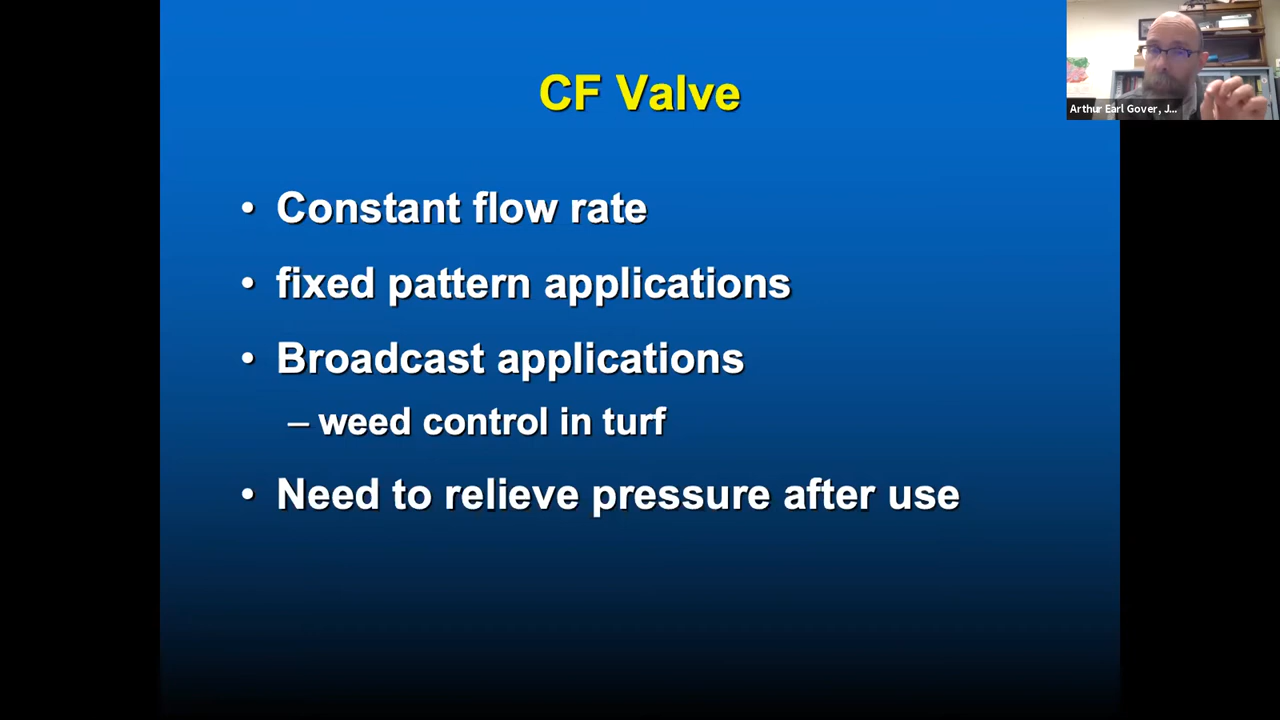 CF Valve
• Constant flow rate
• fixed pattern applications
• Broadcast applications
– weed control in turf
• Need to relieve pressure after use
Arthur Earl Gover, J...